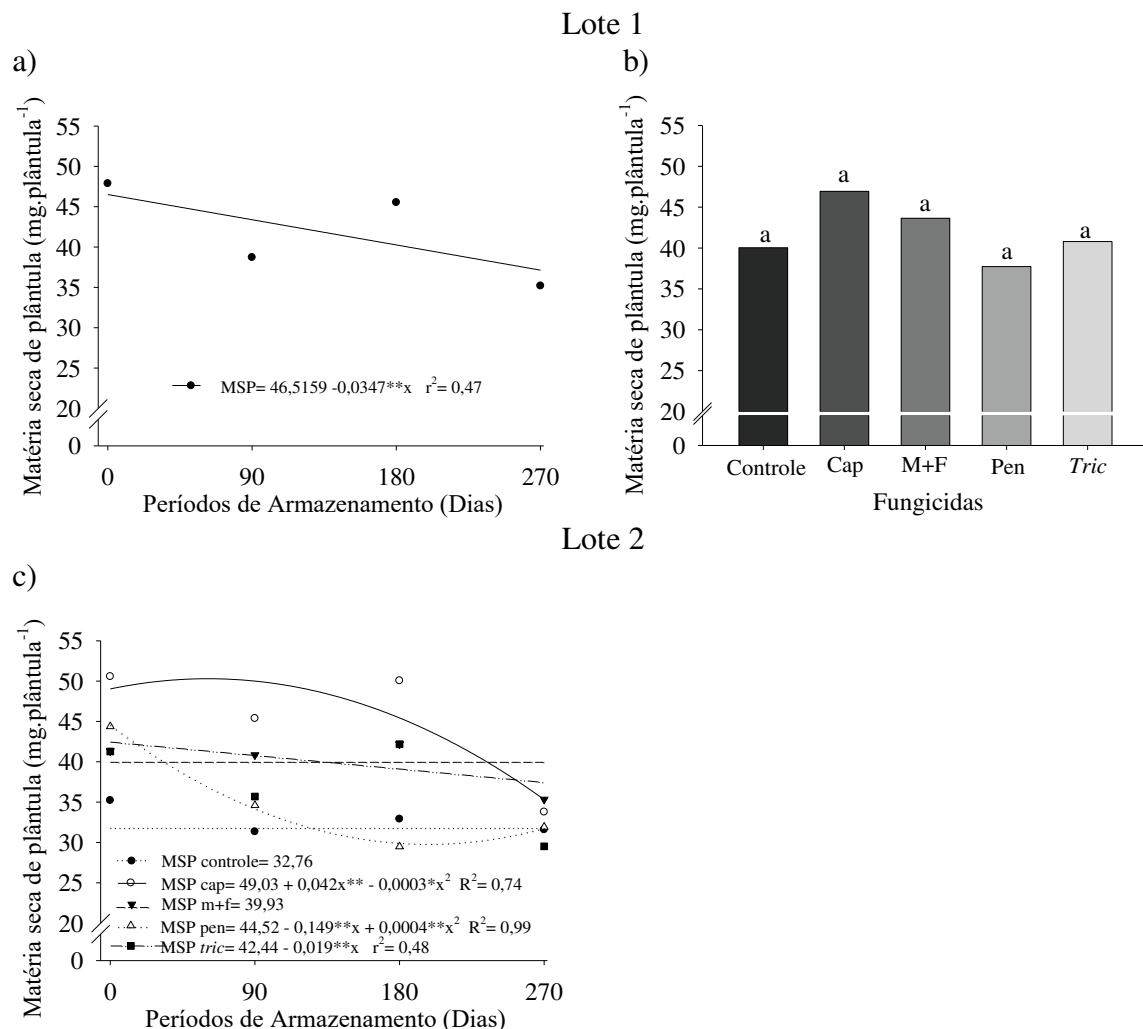 Lote 1
a)
Matéria seca de plântula (mg.plântula⁻¹)
55
50
45
40
35
30
25
20
0
MSP= 46,5159 -0,0347**x r²= 0,47
0 90 180 270
Períodos de Armazenamento (Dias)
b)
Matéria seca de plântula (mg.plântula⁻¹)
55
50
45
40
35
30
25
20
0
a a a a a
Controle Cap M+F Pen Tric
Fungicidas
Lote 2
c)
Matéria seca de plântula (mg.plântula⁻¹)
55
50
45
40
35
30
25
20
0
MSP controle= 32,76
MSP cap= 49,03 + 0,042x** - 0,0003*x² R²= 0,74
MSP m+f= 39,93
MSP pen= 44,52 - 0,149**x + 0,0004**x² R²= 0,99
MSP tric= 42,44 - 0,019**x r²= 0,48
0 90 180 270
Períodos de Armazenamento (Dias)